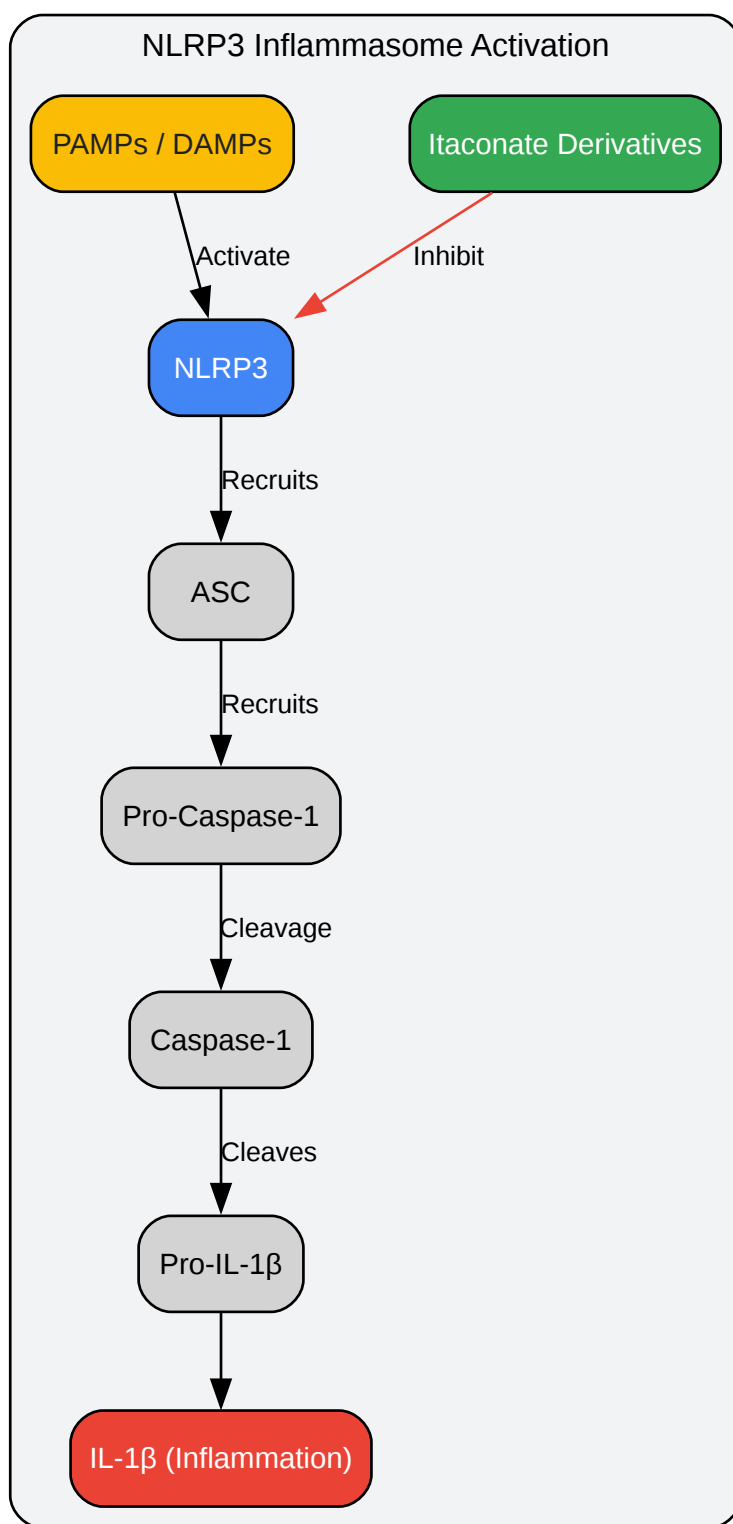 NLRP3 Inflammasome Activation
PAMPs / DAMPs
Itaconate Derivatives
Activate
Inhibit
NLRP3
Recruits
ASC
Recruits
Pro-Caspase-1
Cleavage
Caspase-1
Cleaves
Pro-IL-1β
IL-1β (Inflammation)